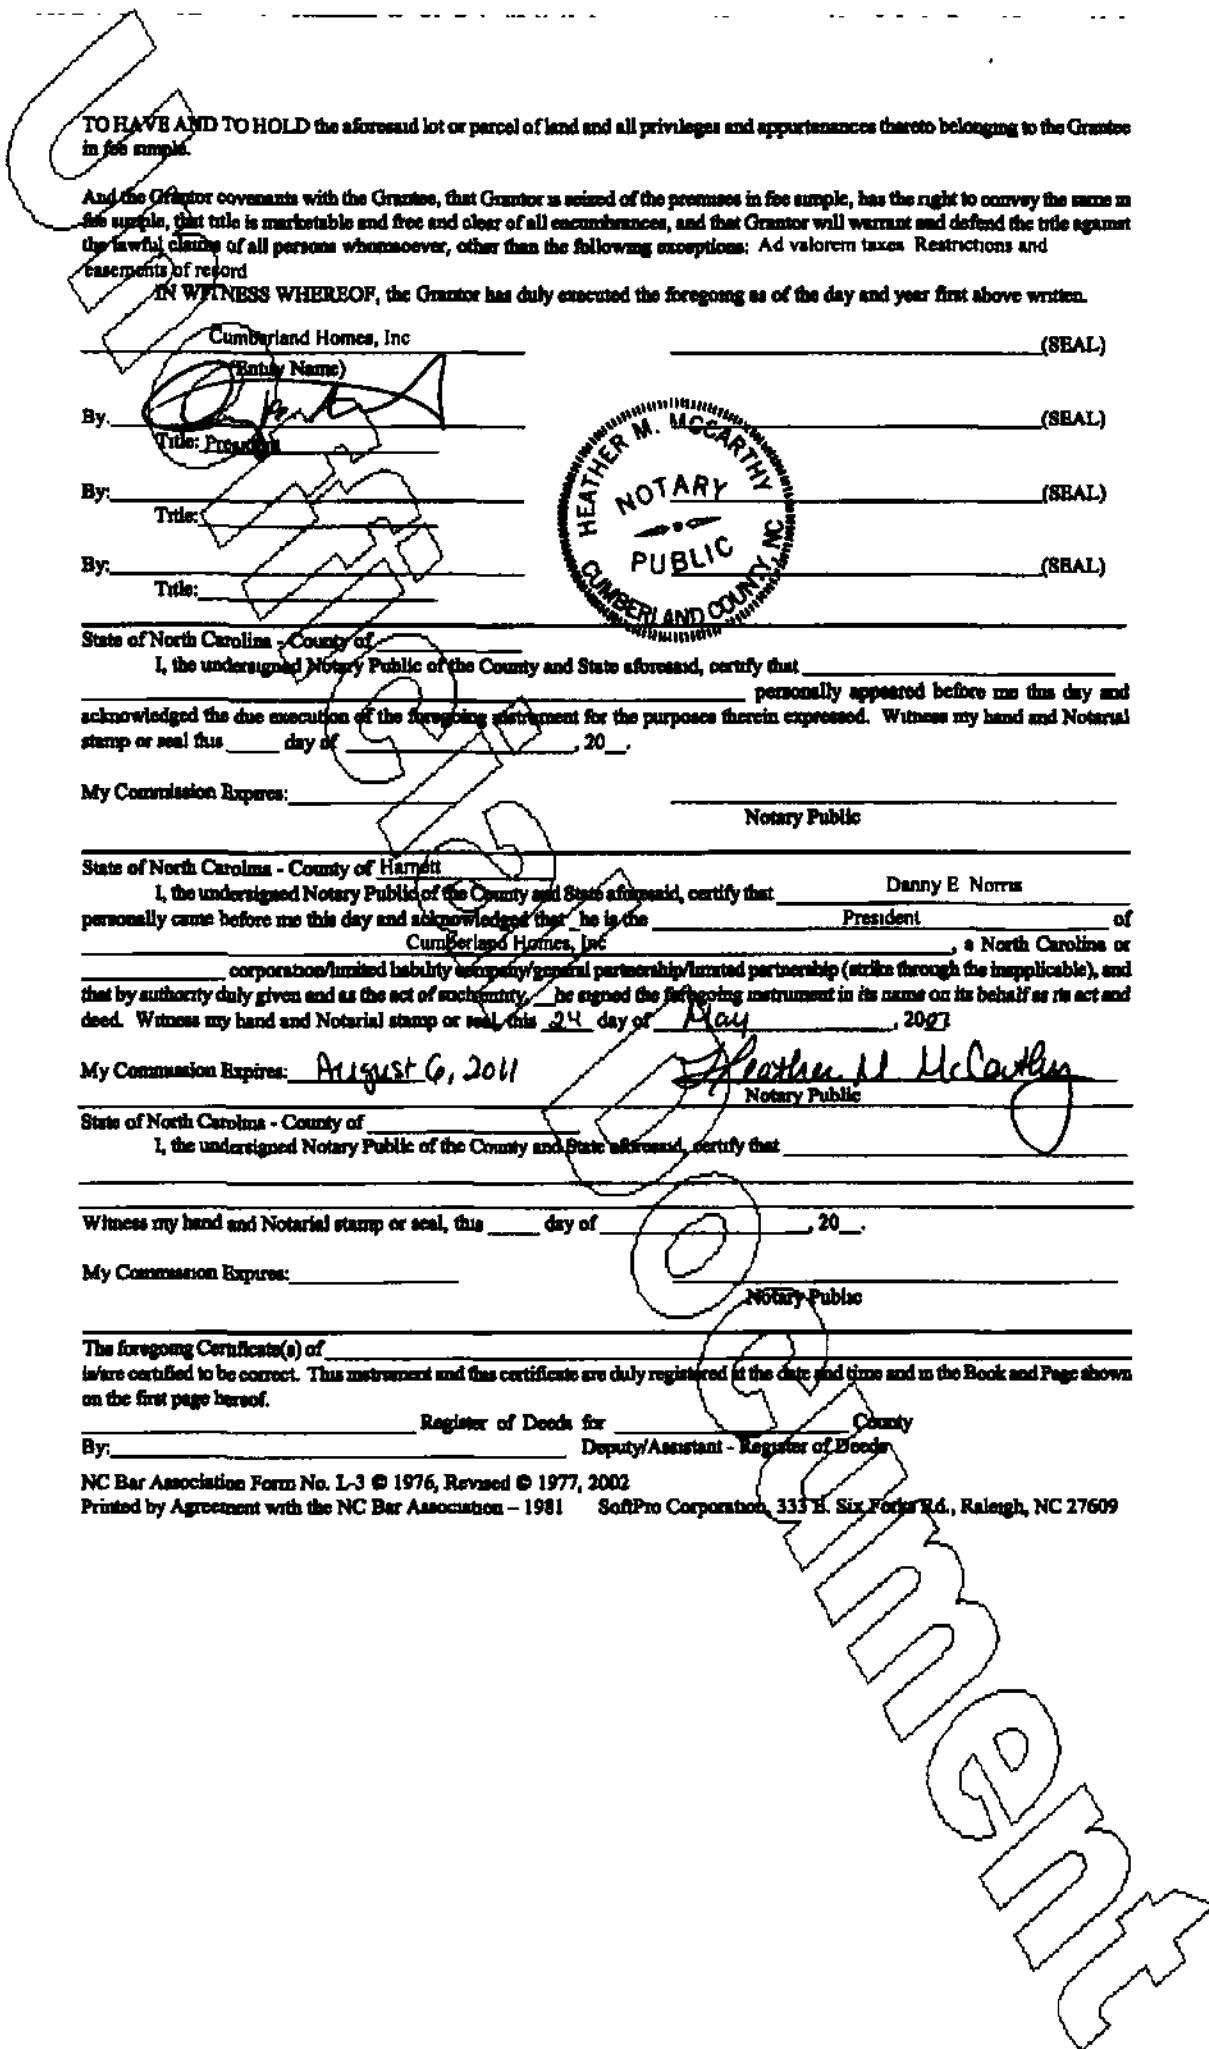 TO HAVE AND TO HOLD the aforesaid lot or parcel of land and all privileges and appurtenances thereto belonging to the Grantee
in fee simple.
And the Grantor covenants with the Grantee, that Grantor is seized of the premises in fee simple, has the right to convey the same in
fee simple, that title is marketable and free and clear of all encumbrances, and that Grantor will warrant and defend the title against
the lawful claims of all persons whomsoever, other than the following exceptions: Ad valorem taxes Restrictions and
easements of record
IN WITNESS WHEREOF, the Grantor has duly executed the foregoing as of the day and year first above written.
Cumberland Homes, Inc (SEAL)
(Entity Name)
By. (SEAL)
Title: President
By: (SEAL)
Title:
By: (SEAL)
Title:
HEATHER M. MCCARTHY
NOTARY
PUBLIC
CUMBERLAND COUNTY, NC
State of North Carolina - County of
I, the undersigned Notary Public of the County and State aforesaid, certify that
personally appeared before me this day and
acknowledged the due execution of the foregoing instrument for the purposes therein expressed. Witness my hand and Notarial
stamp or seal this ____ day of ____, 20__.
My Commission Expires:
Notary Public
State of North Carolina - County of Harnett
I, the undersigned Notary Public of the County and State aforesaid, certify that Danny E Norris
personally came before me this day and acknowledged that _he is the President of
Cumberland Homes, Inc , a North Carolina or
corporation/limited liability company/general partnership/limited partnership (strike through the inapplicable), and
that by authority duly given and as the act of such entity, _he signed the foregoing instrument in its name on its behalf as its act and
deed. Witness my hand and Notarial stamp or seal, this 24 day of May, 2007
My Commission Expires: August 6, 2011 Heather M McCarthy
Notary Public
State of North Carolina - County of
I, the undersigned Notary Public of the County and State aforesaid, certify that
Witness my hand and Notarial stamp or seal, this ____ day of ____, 20__.
My Commission Expires:
Notary Public
The foregoing Certificate(s) of
is/are certified to be correct. This instrument and this certificate are duly registered at the date and time and in the Book and Page shown
on the first page hereof.
Register of Deeds for ____ County
By: Deputy/Assistant - Register of Deeds
NC Bar Association Form No. L-3 © 1976, Revised © 1977, 2002
Printed by Agreement with the NC Bar Association – 1981 SoftPro Corporation, 333 E. Six Forks Rd., Raleigh, NC 27609
Unofficial Document